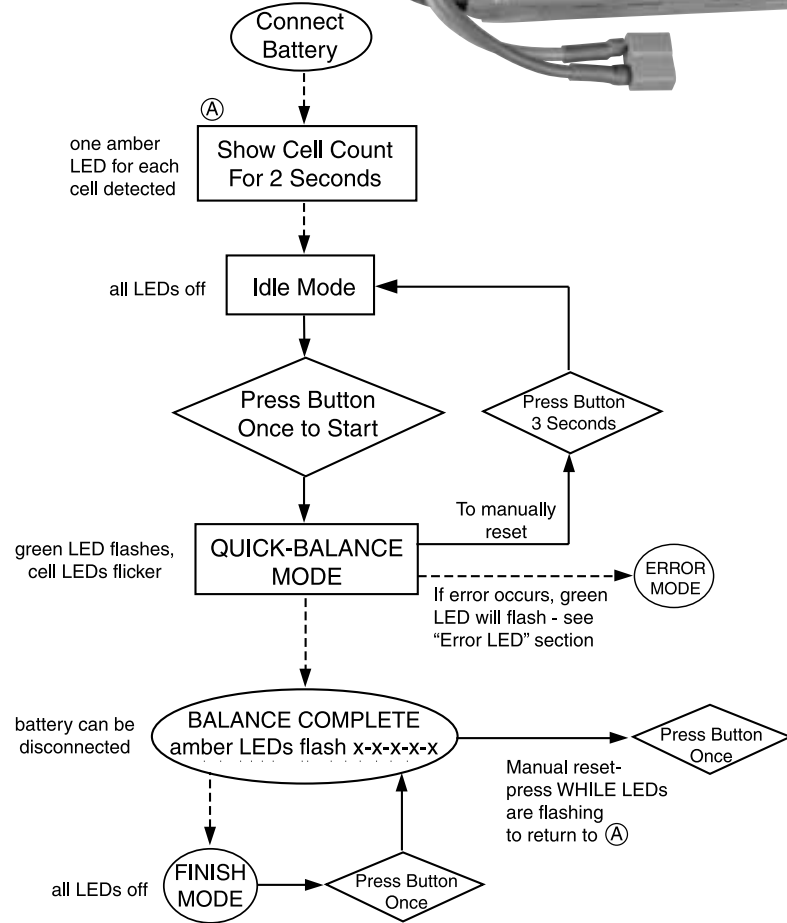 Connect
Battery
A
one amber
LED for each
cell detected
Show Cell Count
For 2 Seconds
all LEDs off
Idle Mode
Press Button
Once to Start
Press Button
3 Seconds
To manually
reset
green LED flashes,
cell LEDs flicker
QUICK-BALANCE
MODE
ERROR
MODE
If error occurs, green
LED will flash - see
“Error LED” section
battery can be
disconnected
BALANCE COMPLETE
amber LEDs flash x-x-x-x-x
Press Button
Once
Manual reset-
press WHILE LEDs
are flashing
to return to A
all LEDs off
FINISH
MODE
Press Button
Once